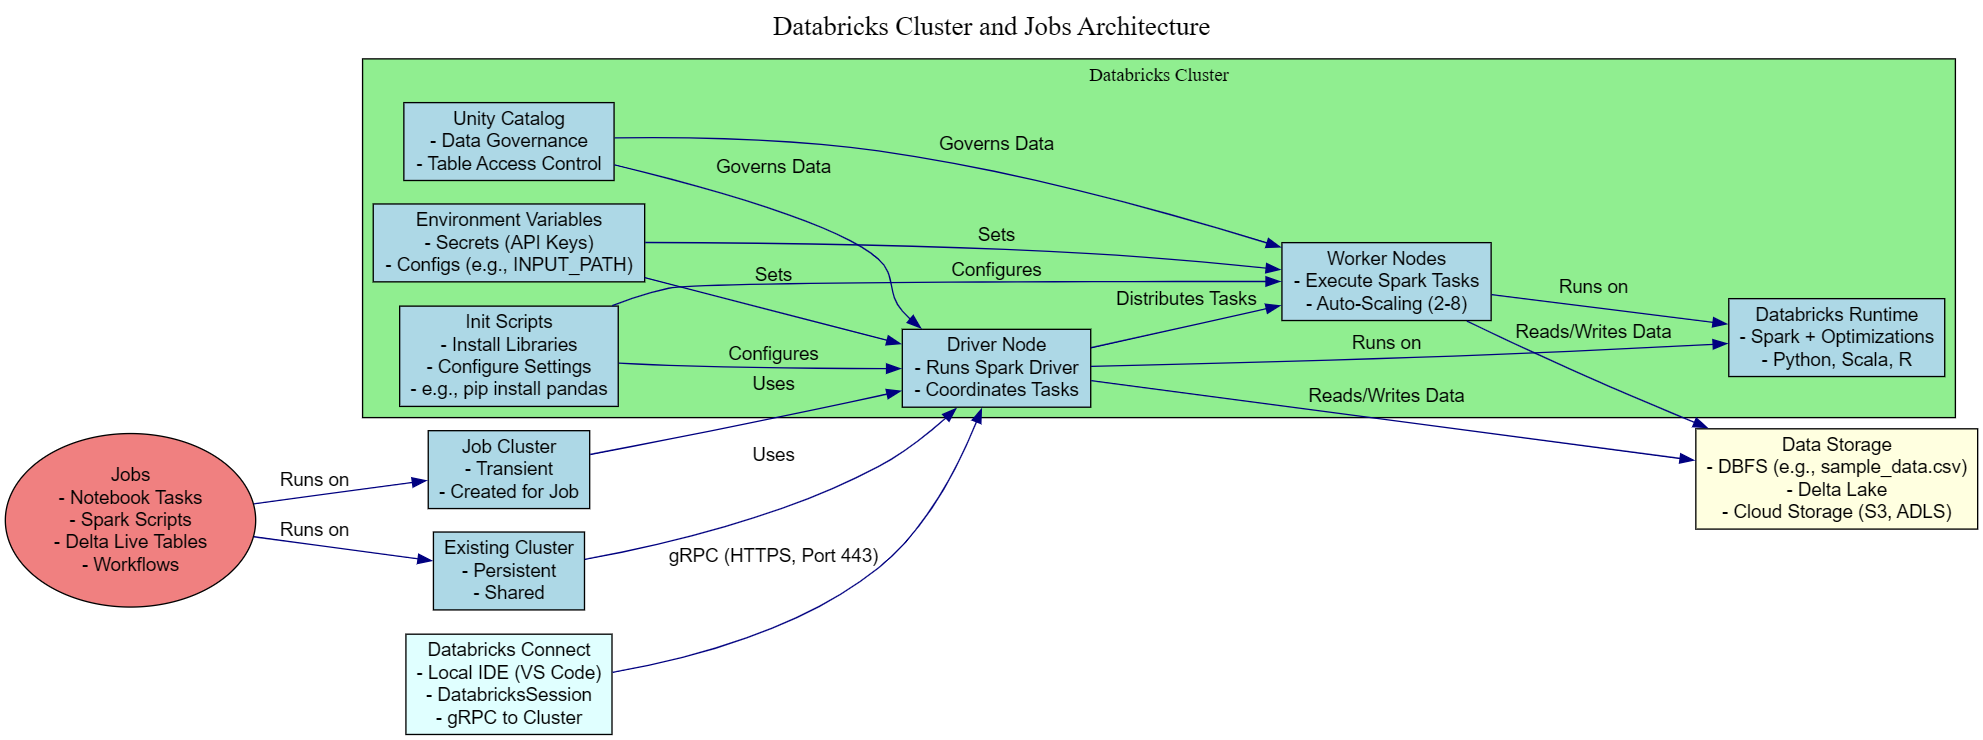 Databricks Cluster and Jobs Architecture
Databricks Cluster
Unity Catalog
- Data Governance
- Table Access Control
Governs Data
Governs Data
Environment Variables
- Secrets (API Keys)
- Configs (e.g., INPUT_PATH)
Sets
Sets
Configures
Init Scripts
- Install Libraries
- Configure Settings
- e.g., pip install pandas
Configures
Uses
Distributes Tasks
Driver Node
- Runs Spark Driver
- Coordinates Tasks
Worker Nodes
- Execute Spark Tasks
- Auto-Scaling (2-8)
Runs on
Reads/Writes Data
Runs on
Reads/Writes Data
Databricks Runtime
- Spark + Optimizations
- Python, Scala, R
Data Storage
- DBFS (e.g., sample_data.csv)
- Delta Lake
- Cloud Storage (S3, ADLS)
Jobs
- Notebook Tasks
- Spark Scripts
- Delta Live Tables
- Workflows
Runs on
Runs on
Job Cluster
- Transient
- Created for Job
Uses
Existing Cluster
- Persistent
- Shared
gRPC (HTTPS, Port 443)
Databricks Connect
- Local IDE (VS Code)
- DatabricksSession
- gRPC to Cluster